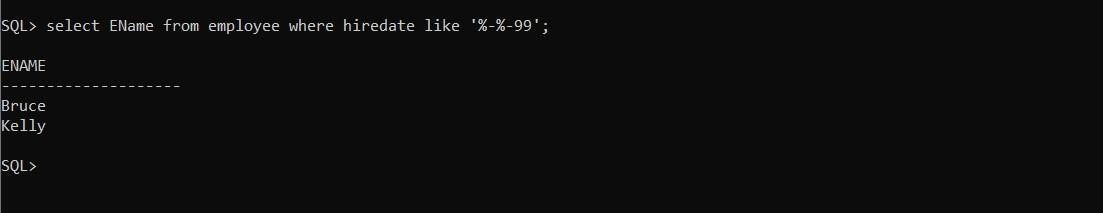 SQL> select EName from employee where hiredate like '%-%-99';
ENAME
--------------------
Bruce
Kelly
SQL>